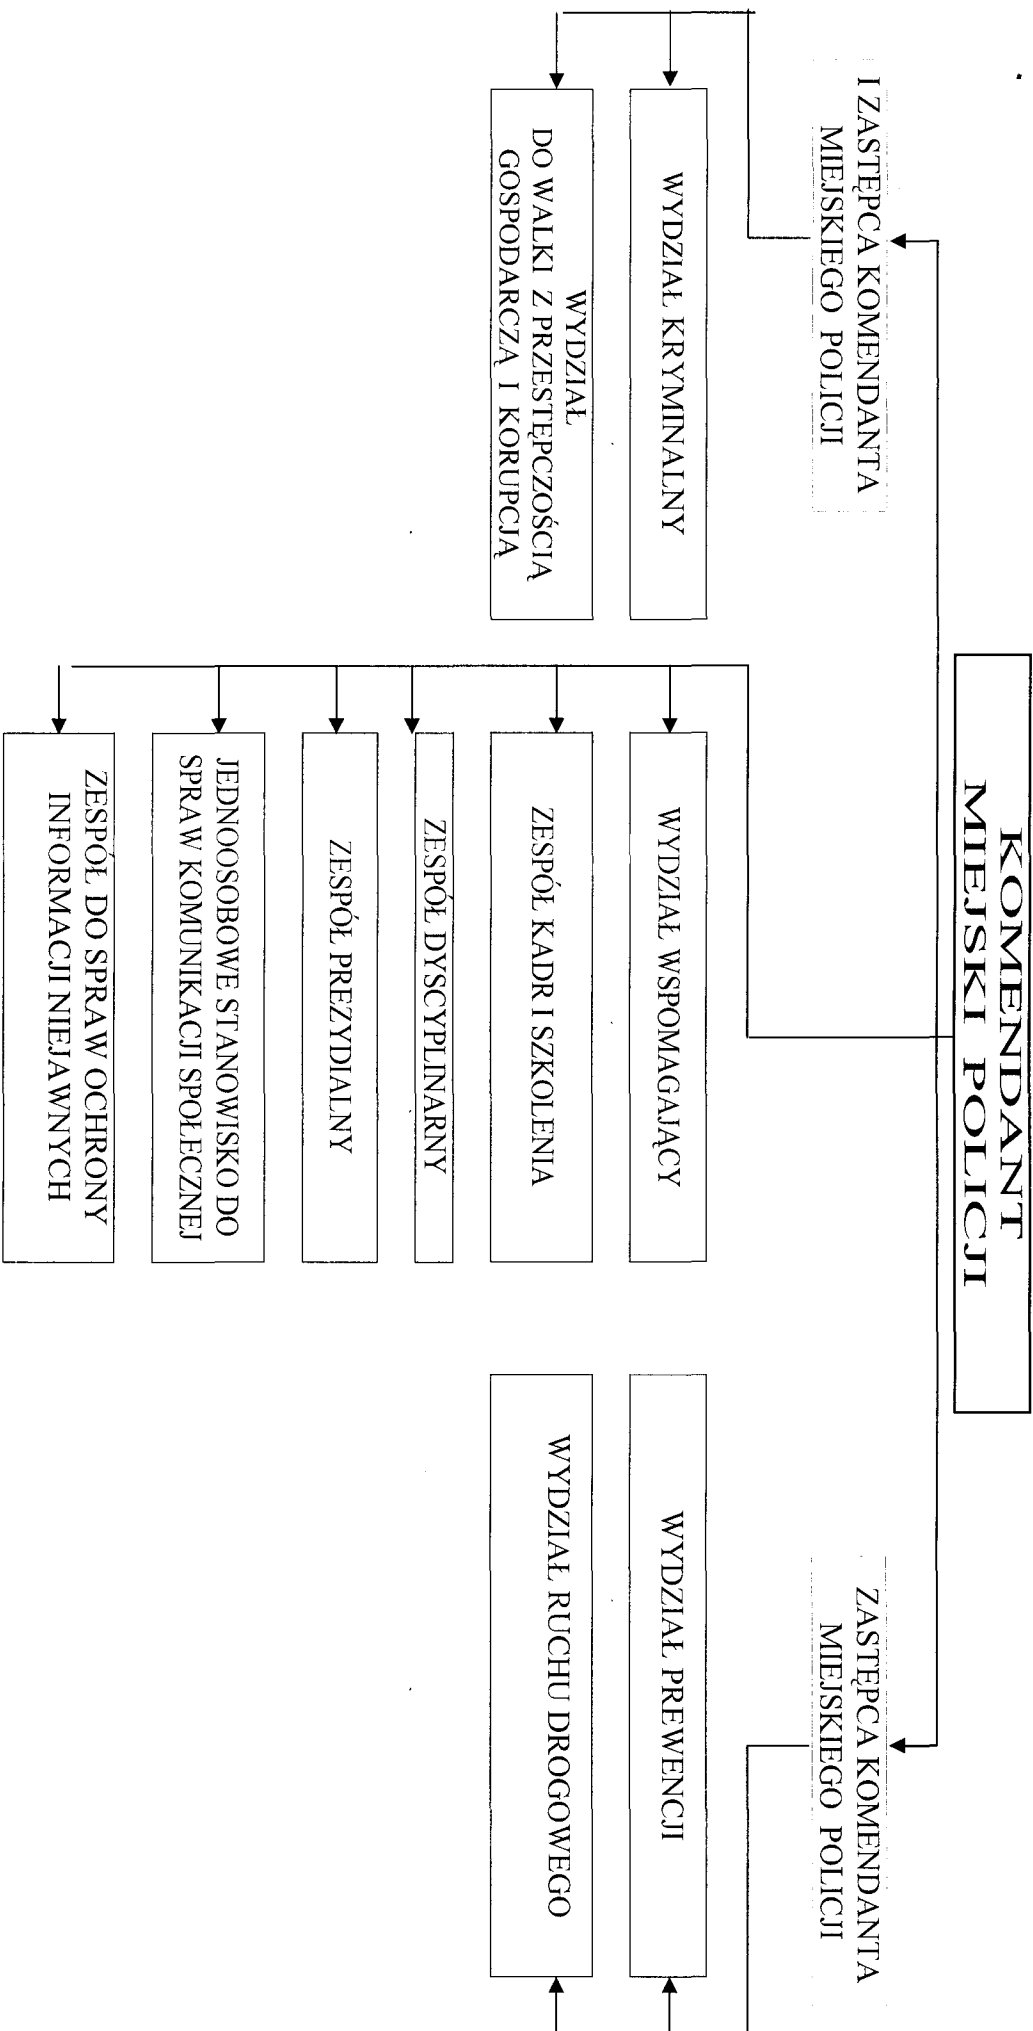 KOMENDANT
MIEJSKI POLICJI
I ZASTĘPCA KOMENDANTA
MIEJSKIEGO POLICJI
ZASTĘPCA KOMENDANTA
MIEJSKIEGO POLICJI
WYDZIAŁ KRYMINALNY
WYDZIAŁ
DO WALKI Z PRZESTĘPCZOŚCIĄ
GOSPODARCZĄ I KORUPCJĄ
WYDZIAŁ WSPOMAGAJĄCY
ZESPÓŁ KADR I SZKOLENIA
ZESPÓŁ DYSCYPLINARNY
ZESPÓŁ PREZYDIALNY
JEDNOOSOBOWE STANOWISKO DO
SPRAW KOMUNIKACJI SPOŁECZNEJ
ZESPÓŁ DO SPRAW OCHRONY
INFORMACJI NIEJAWNYCH
WYDZIAŁ PREWENCJI
WYDZIAŁ RUCHU DROGOWEGO